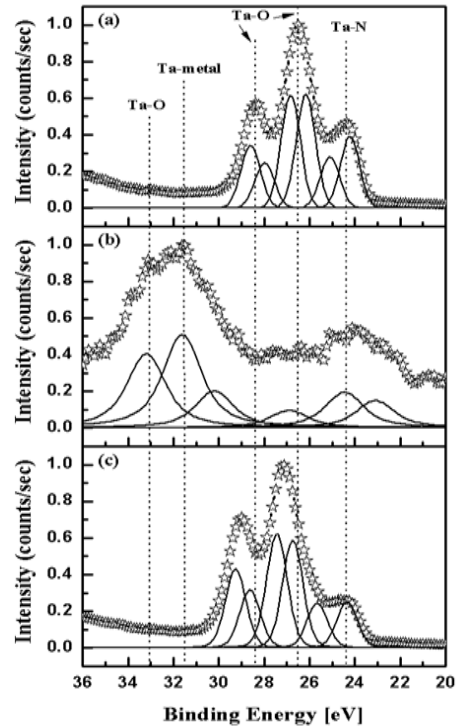 (a)
Ta-O
Ta-N
Ta-metal
Ta-O
Intensity (counts/sec)
1.0
0.8
0.6
0.4
0.2
0.0
(b)
Intensity (counts/sec)
1.0
0.8
0.6
0.4
0.2
0.0
(c)
Intensity (counts/sec)
1.0
0.8
0.6
0.4
0.2
0.0
36 34 32 30 28 26 24 22 20
Binding Energy [eV]